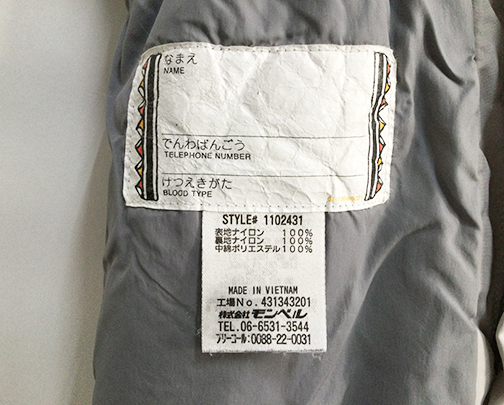 なまえ
NAME
でんわばんごう
TELEPHONE NUMBER
けつえきがた
BLOOD TYPE
STYLE# 1102431
表地ナイロン 100%
裏地ナイロン 100%
中綿ポリエステル 100%
MADE IN VIETNAM
工場No. 431343201
株式会社 モンベル
TEL. 06-6531-3544
フリーコール: 0088-22-0031